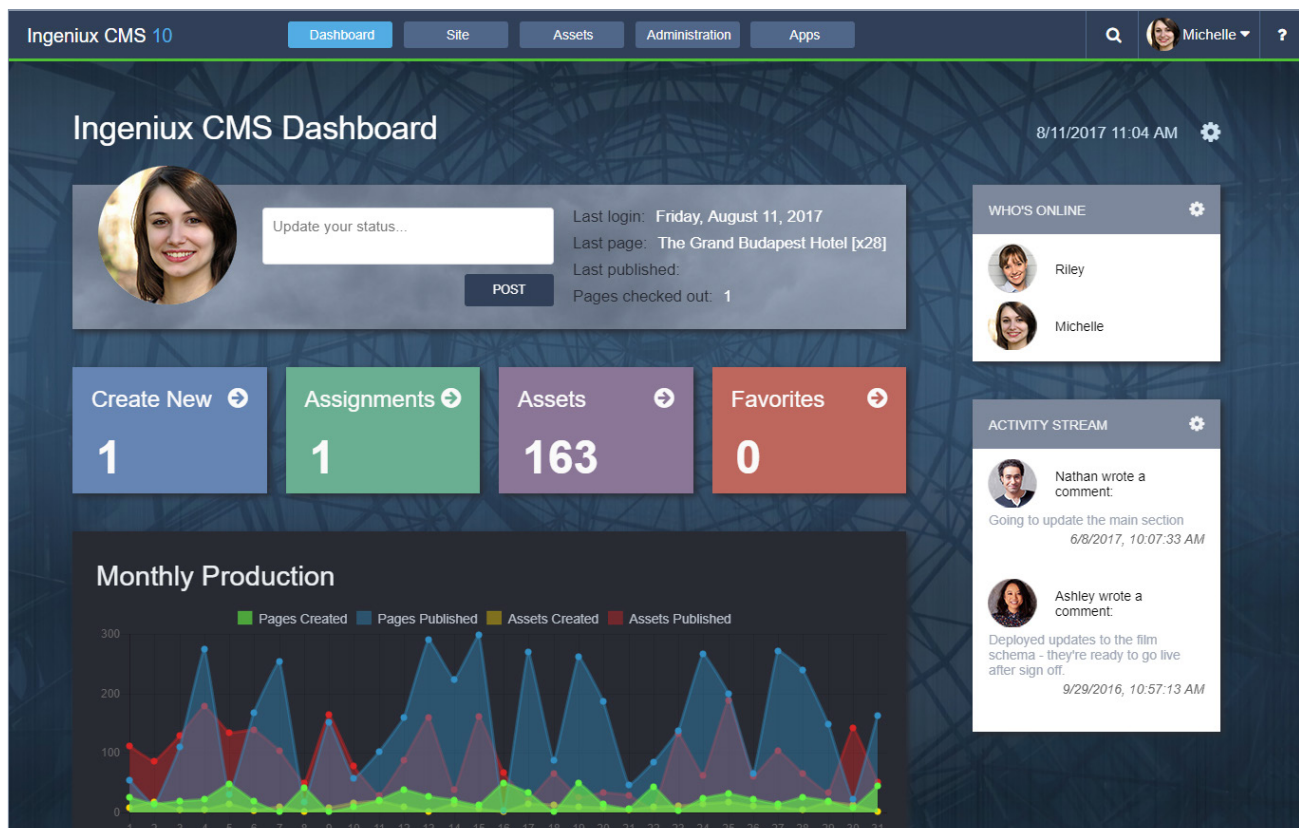 Ingeniux CMS 10
Dashboard
Site
Assets
Administration
Apps
Michelle
?
Ingeniux CMS Dashboard
8/11/2017 11:04 AM
Update your status...
POST
Last login: Friday, August 11, 2017
Last page: The Grand Budapest Hotel [x28]
Last published:
Pages checked out: 1
WHO'S ONLINE
Riley
Michelle
Create New
1
Assignments
1
Assets
163
Favorites
0
ACTIVITY STREAM
Nathan wrote a
comment:
Going to update the main section
6/8/2017, 10:07:33 AM
Ashley wrote a
comment:
Deployed updates to the film
schema - they're ready to go live
after sign off.
9/29/2016, 10:57:13 AM
Monthly Production
Pages Created
Pages Published
Assets Created
Assets Published
300
200
100
0